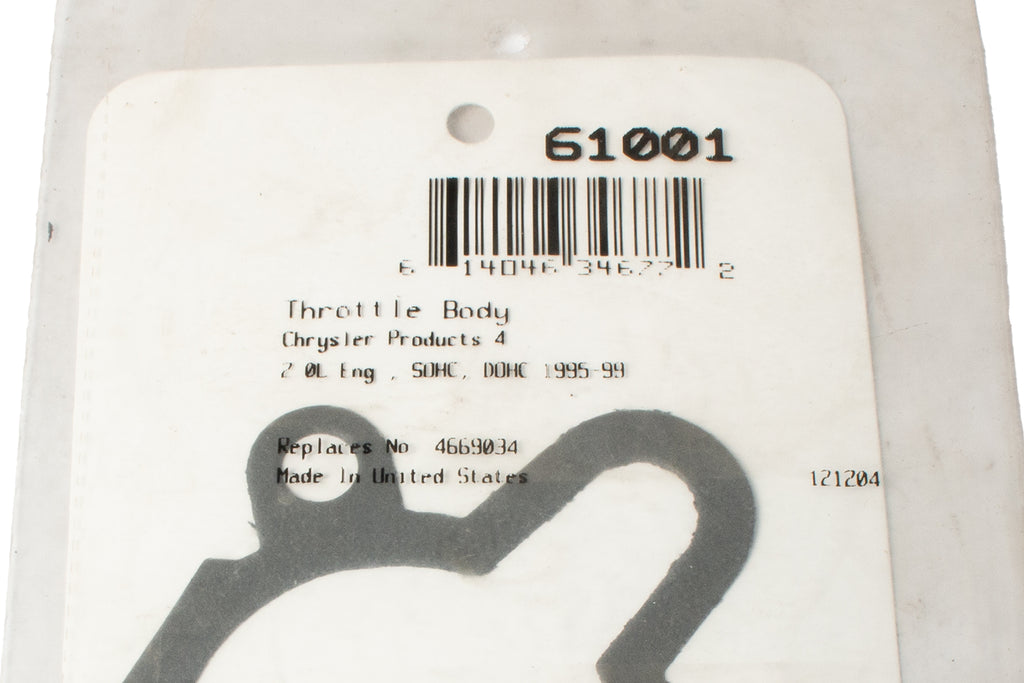 61001
6 14046 34677 2
Throttle Body
Chrysler Products 4
2 0L Eng , SOHC, DOHC 1995-99
Replaces No 4669034
Made In United States
121204